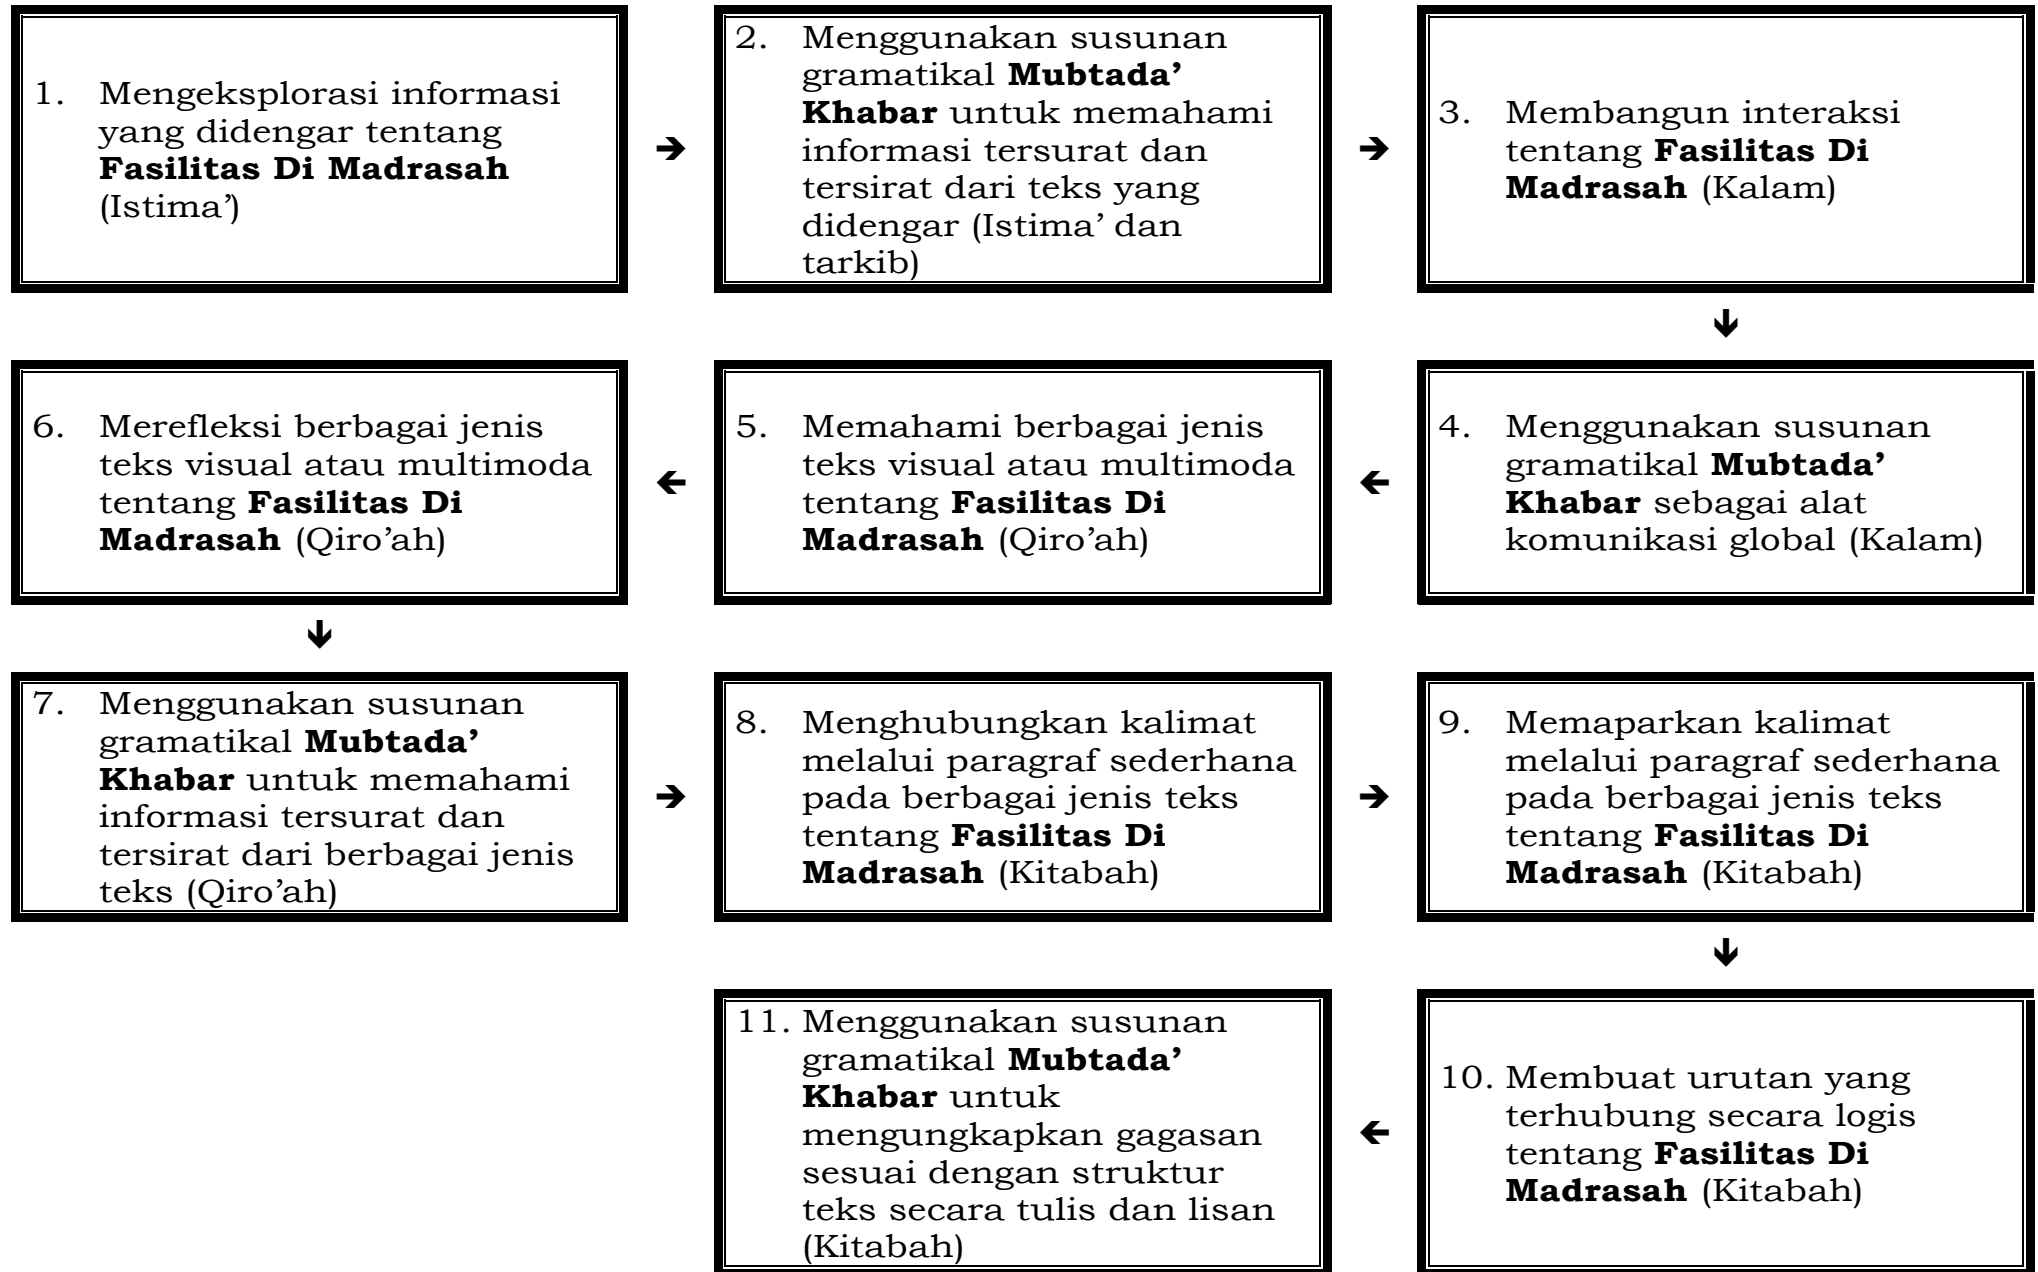 1. Mengeksplorasi informasi
yang didengar tentang
Fasilitas Di Madrasah
(Istima’)
➔
2. Menggunakan susunan
gramatikal Mubtada’
Khabar untuk memahami
informasi tersurat dan
tersirat dari teks yang
didengar (Istima’ dan
tarkib)
➔
3. Membangun interaksi
tentang Fasilitas Di
Madrasah (Kalam)
🡻
4. Menggunakan susunan
gramatikal Mubtada’
Khabar sebagai alat
komunikasi global (Kalam)
🡸
5. Memahami berbagai jenis
teks visual atau multimoda
tentang Fasilitas Di
Madrasah (Qiro’ah)
🡸
6. Merefleksi berbagai jenis
teks visual atau multimoda
tentang Fasilitas Di
Madrasah (Qiro’ah)
🡻
7. Menggunakan susunan
gramatikal Mubtada’
Khabar untuk memahami
informasi tersurat dan
tersirat dari berbagai jenis
teks (Qiro’ah)
➔
8. Menghubungkan kalimat
melalui paragraf sederhana
pada berbagai jenis teks
tentang Fasilitas Di
Madrasah (Kitabah)
➔
9. Memaparkan kalimat
melalui paragraf sederhana
pada berbagai jenis teks
tentang Fasilitas Di
Madrasah (Kitabah)
🡻
10. Membuat urutan yang
terhubung secara logis
tentang Fasilitas Di
Madrasah (Kitabah)
🡸
11. Menggunakan susunan
gramatikal Mubtada’
Khabar untuk
mengungkapkan gagasan
sesuai dengan struktur
teks secara tulis dan lisan
(Kitabah)